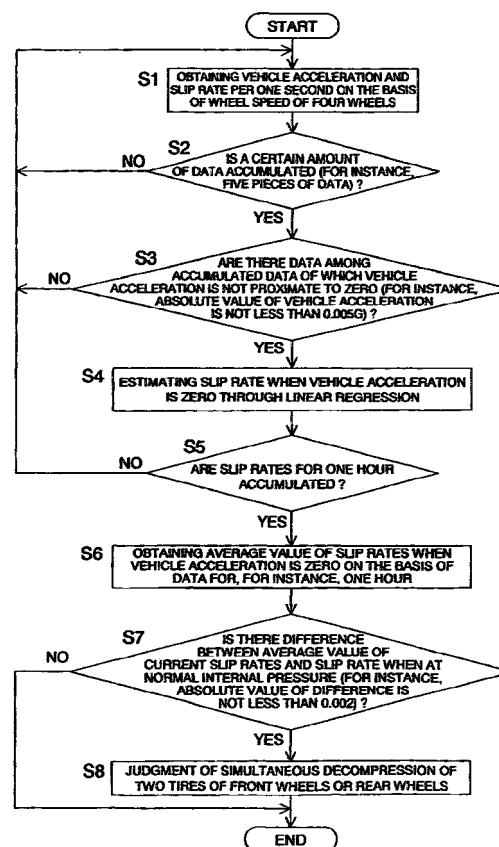 START
S1
OBTAINING VEHICLE ACCELERATION AND
SLIP RATE PER ONE SECOND ON THE BASIS
OF WHEEL SPEED OF FOUR WHEELS
S2
NO
IS A CERTAIN AMOUNT
OF DATA ACCUMULATED (FOR INSTANCE,
FIVE PIECES OF DATA) ?
YES
S3
NO
ARE THERE DATA AMONG
ACCUMULATED DATA OF WHICH VEHICLE
ACCELERATION IS NOT PROXIMATE TO ZERO (FOR INSTANCE,
ABSOLUTE VALUE OF VEHICLE ACCELERATION
IS NOT LESS THAN 0.005G) ?
YES
S4
ESTIMATING SLIP RATE WHEN VEHICLE ACCELERATION
IS ZERO THROUGH LINEAR REGRESSION
S5
NO
ARE SLIP RATES FOR ONE HOUR
ACCUMULATED ?
YES
S6
OBTAINING AVERAGE VALUE OF SLIP RATES WHEN
VEHICLE ACCELERATION IS ZERO ON THE BASIS OF
DATA FOR, FOR INSTANCE, ONE HOUR
S7
NO
IS THERE DIFFERENCE
BETWEEN AVERAGE VALUE OF
CURRENT SLIP RATES AND SLIP RATE WHEN AT
NORMAL INTERNAL PRESSURE (FOR INSTANCE,
ABSOLUTE VALUE OF DIFFERENCE IS
NOT LESS THAN 0.002) ?
YES
S8
JUDGMENT OF SIMULTANEOUS DECOMPRESSION OF
TWO TIRES OF FRONT WHEELS OR REAR WHEELS
END